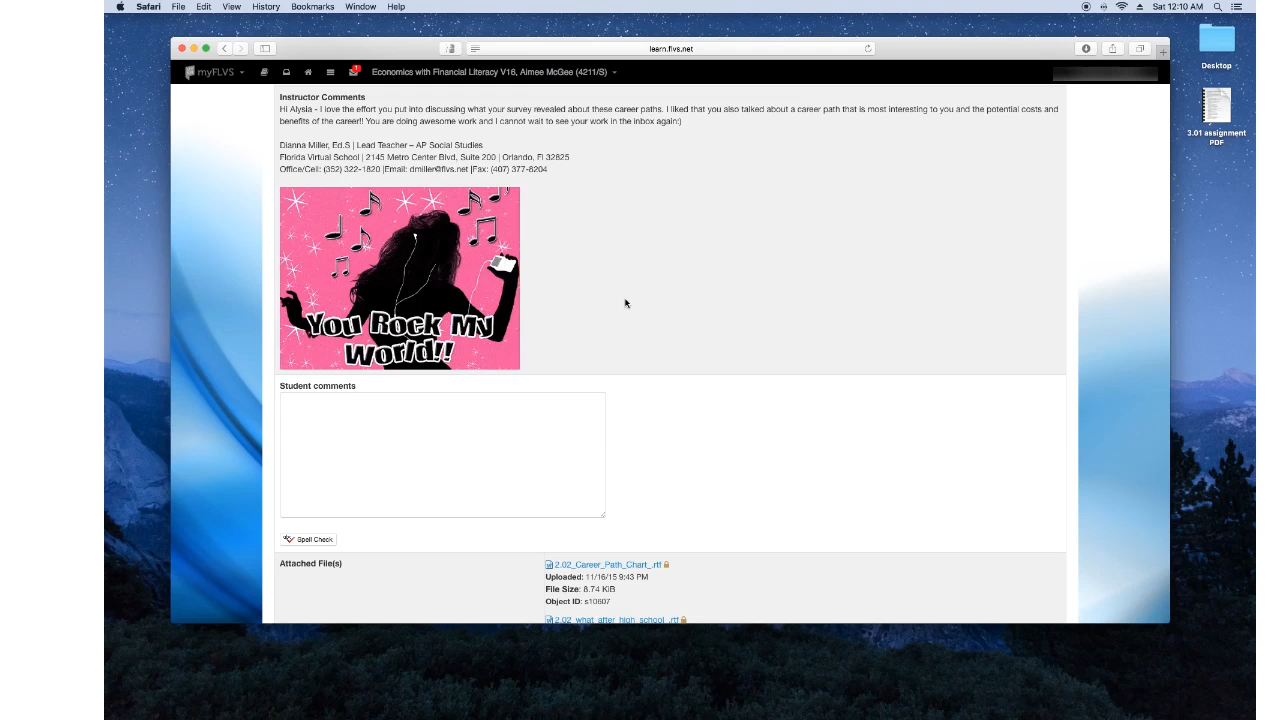 Safari File Edit View History Bookmarks Window Help Sat 12:10 AM
learn.flvs.net
myFLVS 1 Economics with Financial Literacy V16, Aimee McGee (4211/S)
Desktop
3.01 assignment
PDF
Instructor Comments
Hi Alysia - I love the effort you put into discussing what your survey revealed about these career paths. I liked that you also talked about a career path that is most interesting to you and the potential costs and
benefits of the career!! You are doing awesome work and I cannot wait to see your work in the inbox again:)
Dianna Miller, Ed.S | Lead Teacher – AP Social Studies
Florida Virtual School | 2145 Metro Center Blvd, Suite 200 | Orlando, Fl 32825
Office/Cell: (352) 322-1820 |Email: dmiller@flvs.net |Fax: (407) 377-8204
You Rock My
World!!
Student comments
Spell Check
Attached File(s)
2.02_Career_Path_Chart_.rtf
Uploaded: 11/16/15 9:43 PM
File Size: 8.74 KiB
Object ID: s10607
2.02_what_after_high_school_.rtf